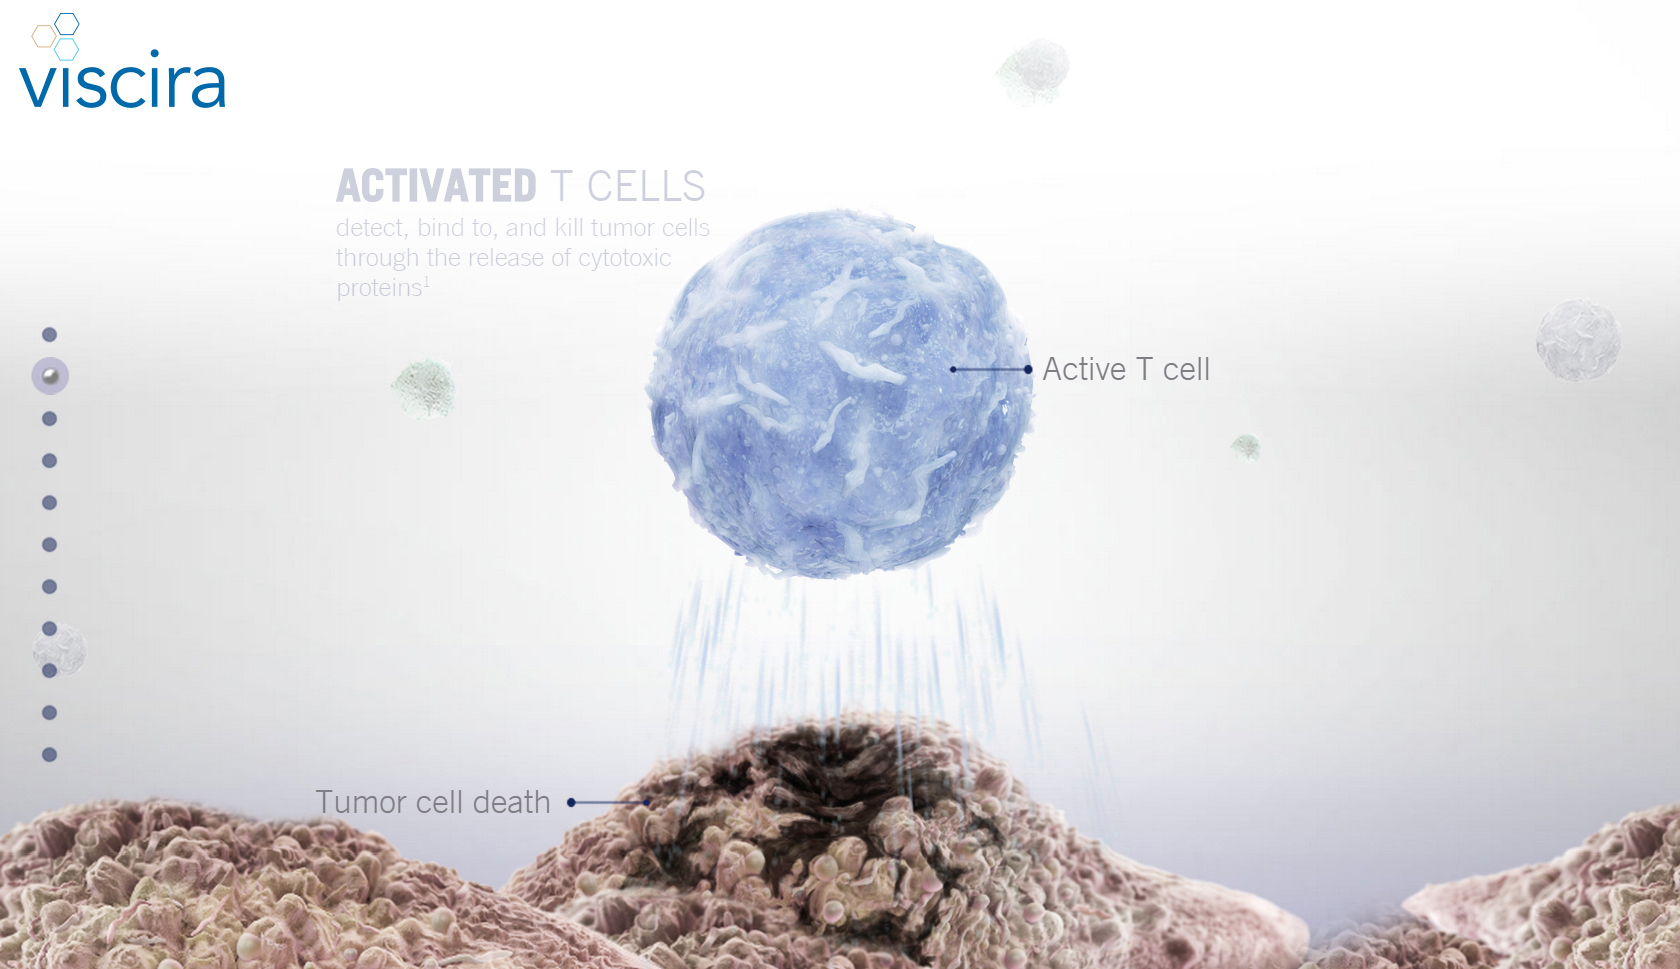 viscira
ACTIVATED T CELLS
detect, bind to, and kill tumor cells
through the release of cytotoxic
proteins¹
Active T cell
Tumor cell death